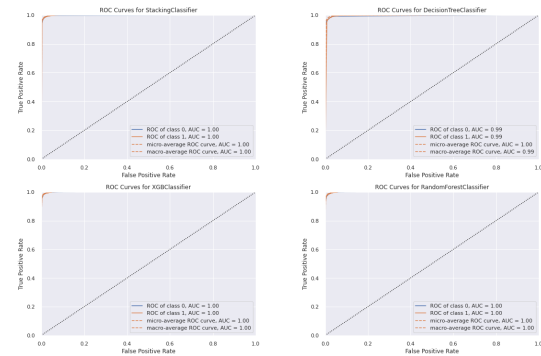 ROC Curves for StackingClassifier
True Positive Rate
1.0
0.8
0.6
0.4
0.2
0.0
ROC of class 0, AUC = 1.00
ROC of class 1, AUC = 1.00
micro-average ROC curve, AUC = 1.00
macro-average ROC curve, AUC = 1.00
0.0 0.2 0.4 0.6 0.8 1.0
False Positive Rate
ROC Curves for DecisionTreeClassifier
True Positive Rate
1.0
0.8
0.6
0.4
0.2
0.0
ROC of class 0, AUC = 0.99
ROC of class 1, AUC = 0.99
micro-average ROC curve, AUC = 1.00
macro-average ROC curve, AUC = 0.99
0.0 0.2 0.4 0.6 0.8 1.0
False Positive Rate
ROC Curves for XGBClassifier
True Positive Rate
1.0
0.8
0.6
0.4
0.2
0.0
ROC of class 0, AUC = 1.00
ROC of class 1, AUC = 1.00
micro-average ROC curve, AUC = 1.00
macro-average ROC curve, AUC = 1.00
0.0 0.2 0.4 0.6 0.8 1.0
False Positive Rate
ROC Curves for RandomForestClassifier
True Positive Rate
1.0
0.8
0.6
0.4
0.2
0.0
ROC of class 0, AUC = 1.00
ROC of class 1, AUC = 1.00
micro-average ROC curve, AUC = 1.00
macro-average ROC curve, AUC = 1.00
0.0 0.2 0.4 0.6 0.8 1.0
False Positive Rate